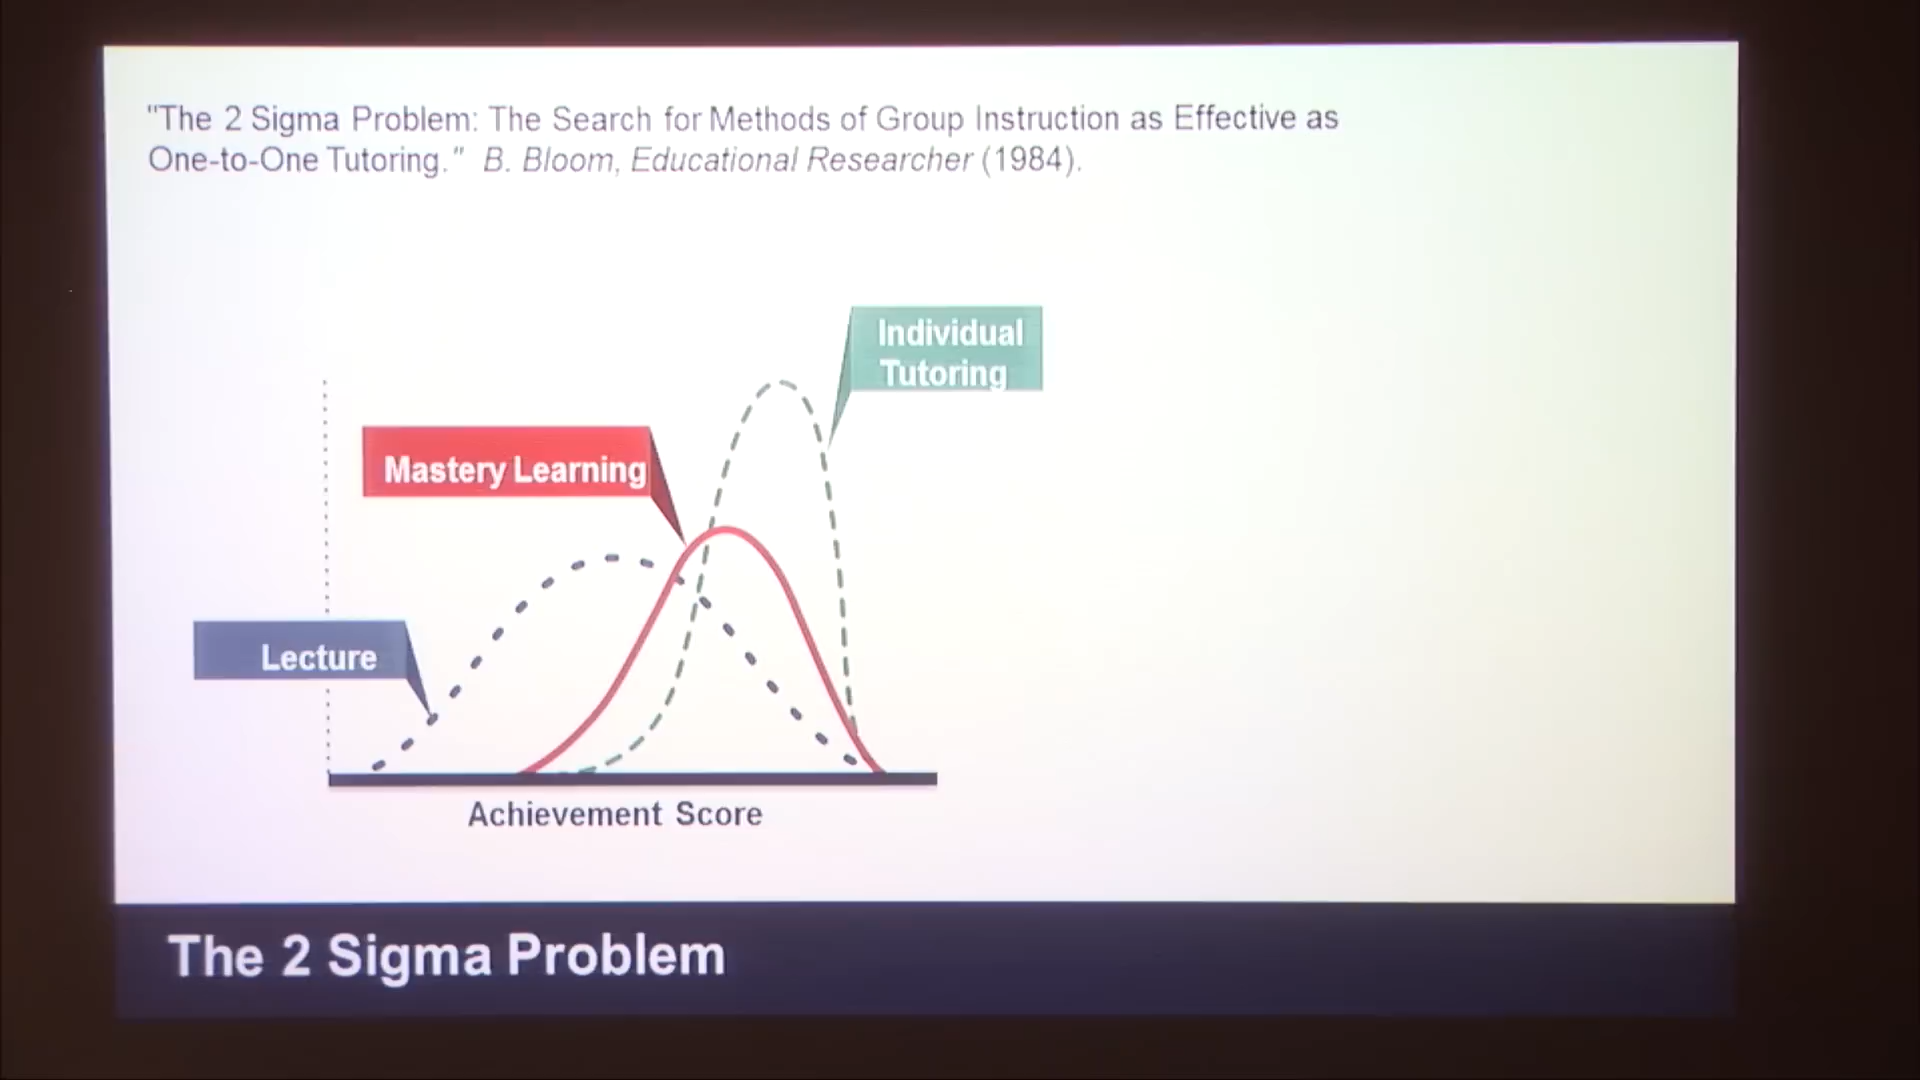 "The 2 Sigma Problem: The Search for Methods of Group Instruction as Effective as
One-to-One Tutoring." B. Bloom, Educational Researcher (1984).
Individual
Tutoring
Mastery Learning
Lecture
Achievement Score
The 2 Sigma Problem